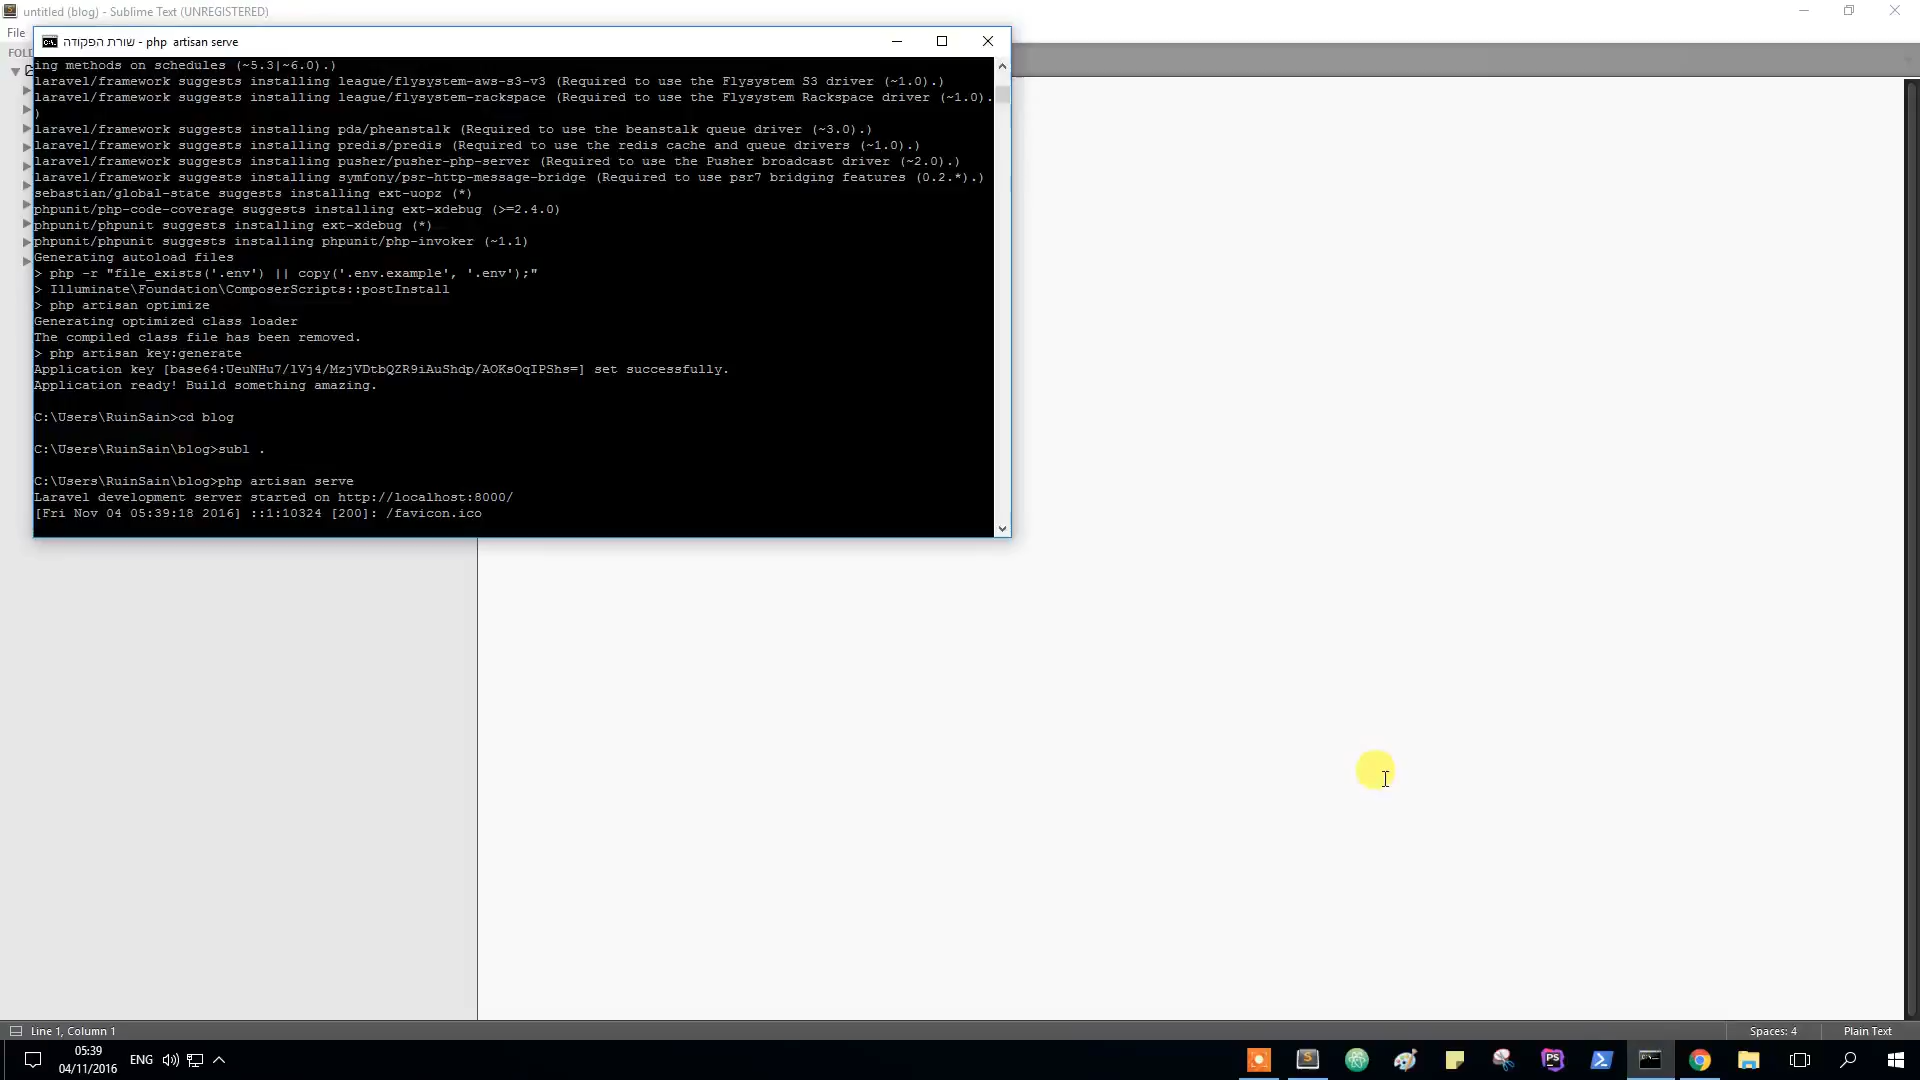 untitled (blog) - Sublime Text (UNREGISTERED)
File
FOL
שורת הפקודה - php  artisan serve
ing methods on schedules (~5.3|~6.0).)
laravel/framework suggests installing league/flysystem-aws-s3-v3 (Required to use the Flysystem S3 driver (~1.0).)
laravel/framework suggests installing league/flysystem-rackspace (Required to use the Flysystem Rackspace driver (~1.0).
)
laravel/framework suggests installing pda/pheanstalk (Required to use the beanstalk queue driver (~3.0).)
laravel/framework suggests installing predis/predis (Required to use the redis cache and queue drivers (~1.0).)
laravel/framework suggests installing pusher/pusher-php-server (Required to use the Pusher broadcast driver (~2.0).)
laravel/framework suggests installing symfony/psr-http-message-bridge (Required to use psr7 bridging features (0.2.*).)
sebastian/global-state suggests installing ext-uopz (*)
phpunit/php-code-coverage suggests installing ext-xdebug (>=2.4.0)
phpunit/phpunit suggests installing ext-xdebug (*)
phpunit/phpunit suggests installing phpunit/php-invoker (~1.1)
Generating autoload files
> php -r "file_exists('.env') || copy('.env.example', '.env');"
> Illuminate\Foundation\ComposerScripts::postInstall
> php artisan optimize
Generating optimized class loader
The compiled class file has been removed.
> php artisan key:generate
Application key [base64:UeuNHu7/lVj4/MzjVDtbQZR9iAuShdp/AOKsOqIPShs=] set successfully.
Application ready! Build something amazing.
C:\Users\RuinSain>cd blog
C:\Users\RuinSain\blog>subl .
C:\Users\RuinSain\blog>php artisan serve
Laravel development server started on http://localhost:8000/
[Fri Nov 04 05:39:18 2016] ::1:10324 [200]: /favicon.ico
Line 1, Column 1
Spaces: 4
Plain Text
05:39
04/11/2016
ENG